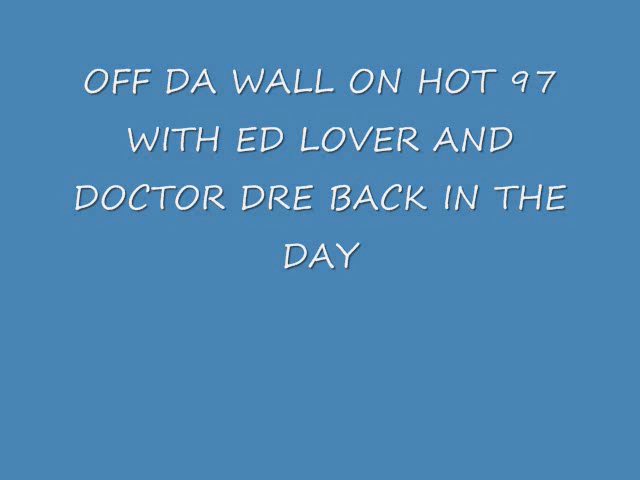 OFF DA WALL ON HOT 97
WITH ED LOVER AND
DOCTOR DRE BACK IN THE
DAY